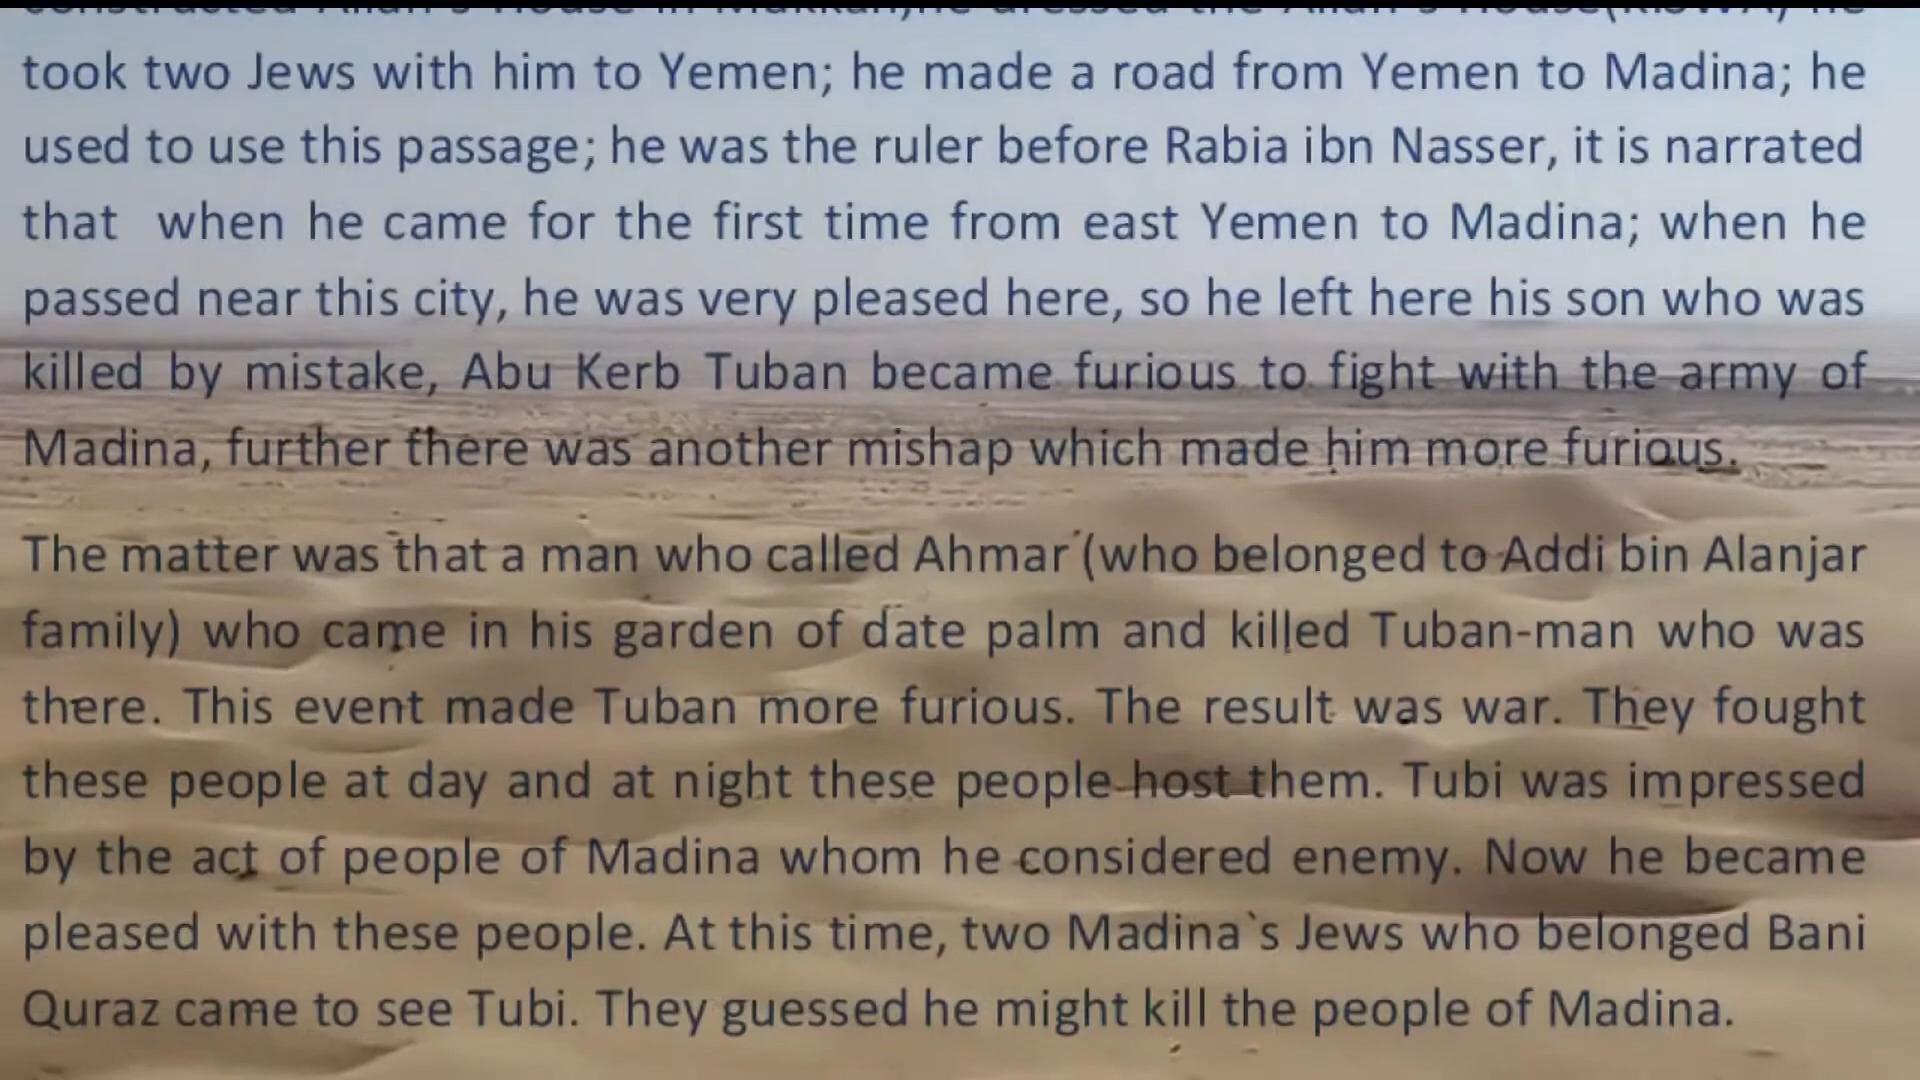 took two Jews with him to Yemen; he made a road from Yemen to Madina; he
used to use this passage; he was the ruler before Rabia ibn Nasser, it is narrated
that when he came for the first time from east Yemen to Madina; when he
passed near this city, he was very pleased here, so he left here his son who was
killed by mistake, Abu Kerb Tuban became furious to fight with the army of
Madina, further there was another mishap which made him more furious.
The matter was that a man who called Ahmar (who belonged to Addi bin Alanjar
family) who came in his garden of date palm and killed Tuban-man who was
there. This event made Tuban more furious. The result was war. They fought
these people at day and at night these people host them. Tubi was impressed
by the act of people of Madina whom he considered enemy. Now he became
pleased with these people. At this time, two Madina`s Jews who belonged Bani
Quraz came to see Tubi. They guessed he might kill the people of Madina.